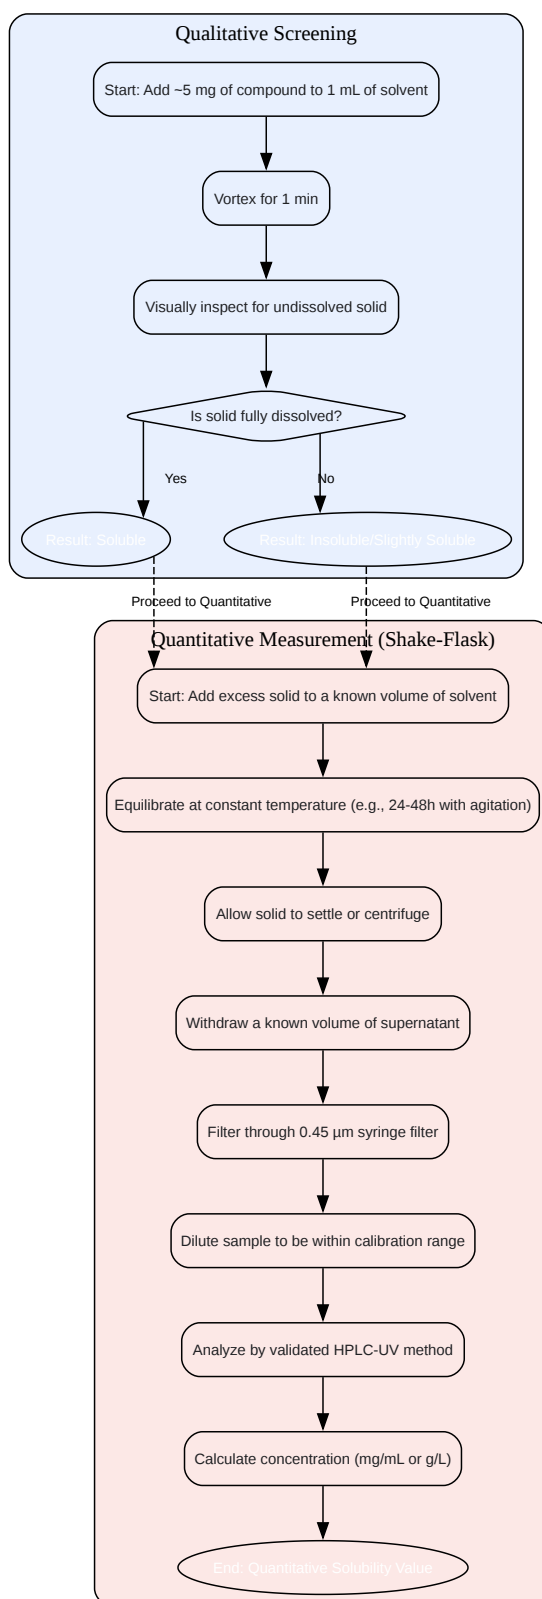 Qualitative Screening
Start: Add ~5 mg of compound to 1 mL of solvent
Vortex for 1 min
Visually inspect for undissolved solid
Is solid fully dissolved?
Yes
No
Result: Soluble
Result: Insoluble/Slightly Soluble
Proceed to Quantitative
Proceed to Quantitative
Quantitative Measurement (Shake-Flask)
Start: Add excess solid to a known volume of solvent
Equilibrate at constant temperature (e.g., 24-48h with agitation)
Allow solid to settle or centrifuge
Withdraw a known volume of supernatant
Filter through 0.45 µm syringe filter
Dilute sample to be within calibration range
Analyze by validated HPLC-UV method
Calculate concentration (mg/mL or g/L)
End: Quantitative Solubility Value